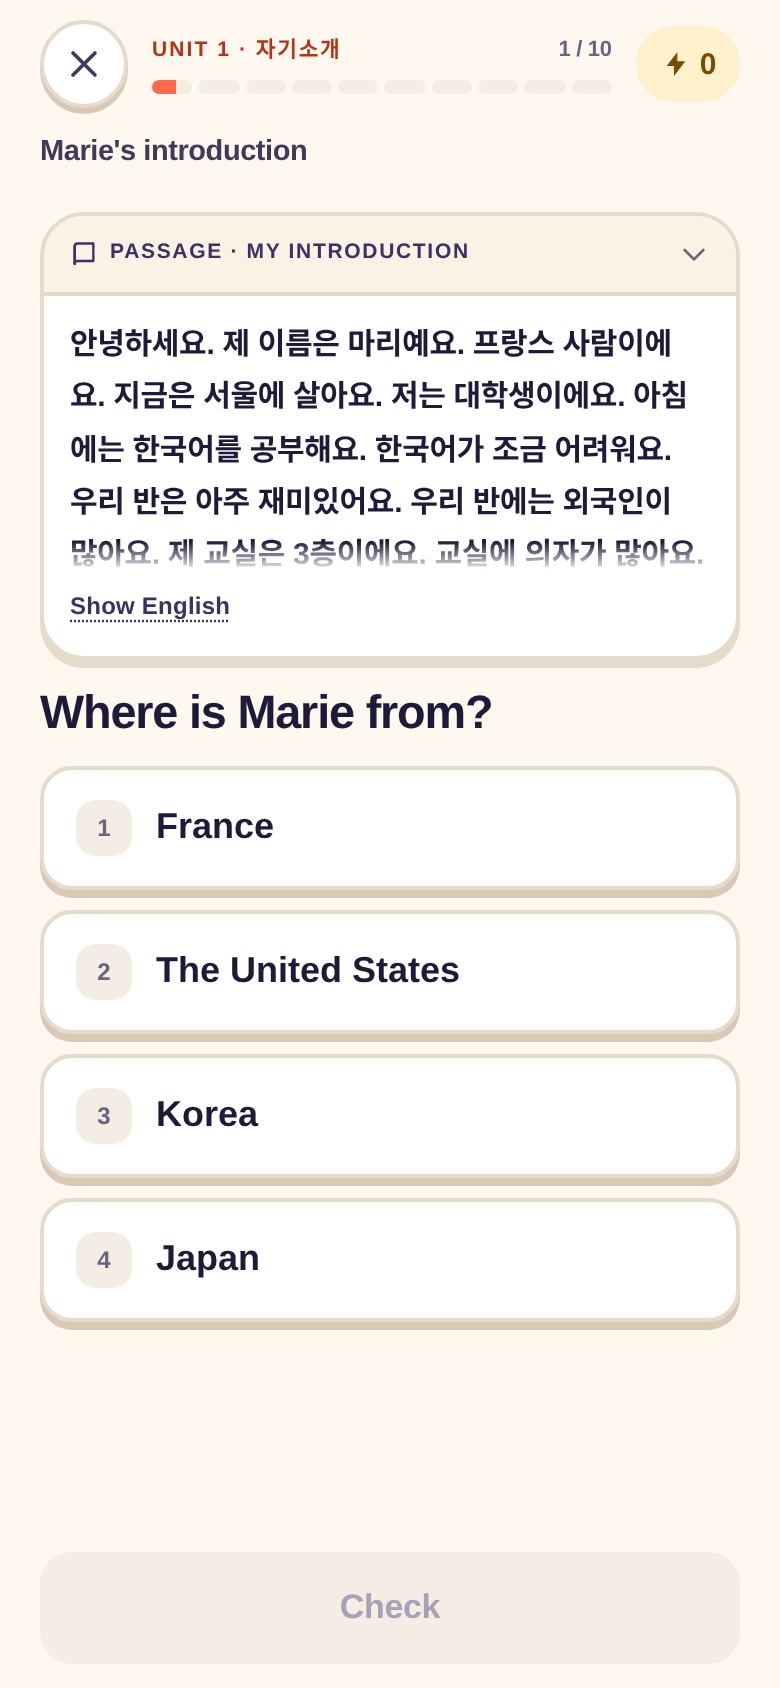 UNIT 1 · 자기소개
1 / 10
0
Marie's introduction
PASSAGE · MY INTRODUCTION
안녕하세요. 제 이름은 마리예요. 프랑스 사람이에
요. 지금은 서울에 살아요. 저는 대학생이에요. 아침
에는 한국어를 공부해요. 한국어가 조금 어려워요.
우리 반은 아주 재미있어요. 우리 반에는 외국인이
많아요. 제 교실은 3층이에요. 교실에 의자가 많아요.
Show English
Where is Marie from?
1 France
2 The United States
3 Korea
4 Japan
Check